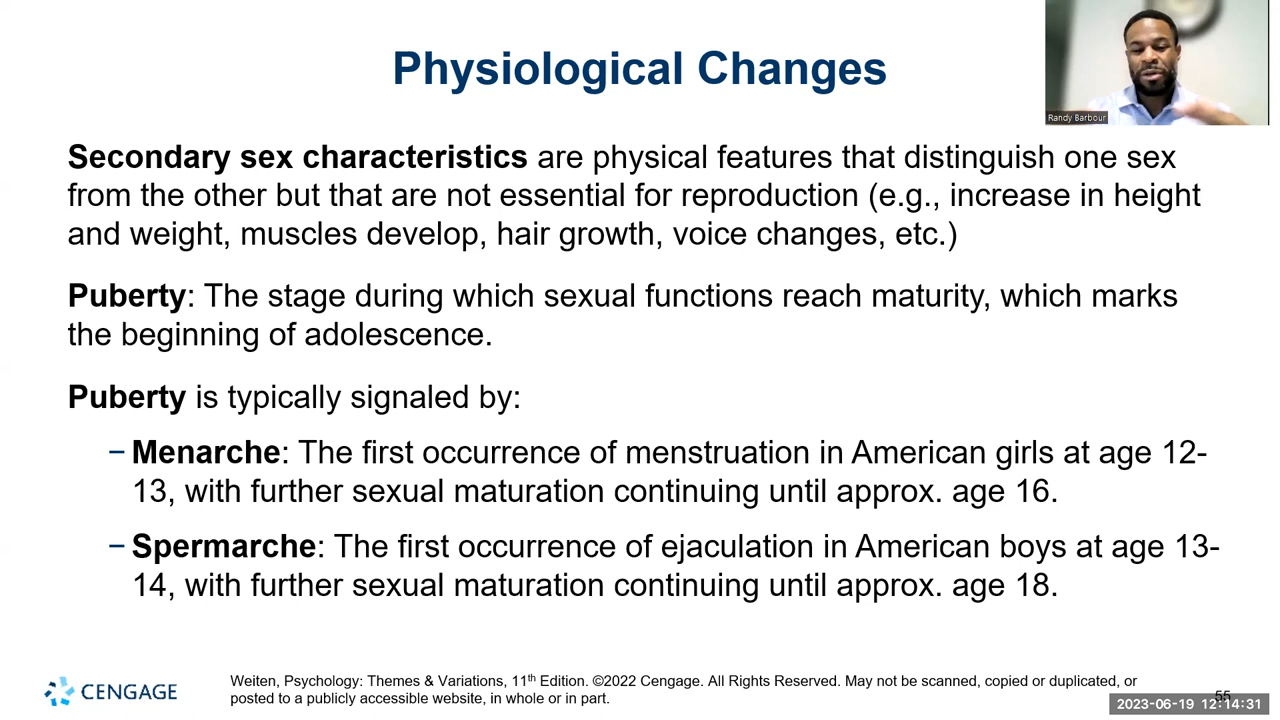 Physiological Changes
Randy Barbour
Secondary sex characteristics are physical features that distinguish one sex
from the other but that are not essential for reproduction (e.g., increase in height
and weight, muscles develop, hair growth, voice changes, etc.)
Puberty: The stage during which sexual functions reach maturity, which marks
the beginning of adolescence.
Puberty is typically signaled by:
− Menarche: The first occurrence of menstruation in American girls at age 12-
13, with further sexual maturation continuing until approx. age 16.
− Spermarche: The first occurrence of ejaculation in American boys at age 13-
14, with further sexual maturation continuing until approx. age 18.
CENGAGE
Weiten, Psychology: Themes & Variations, 11th Edition. ©2022 Cengage. All Rights Reserved. May not be scanned, copied or duplicated, or
posted to a publicly accessible website, in whole or in part.
55
2023-06-19 12:14:31